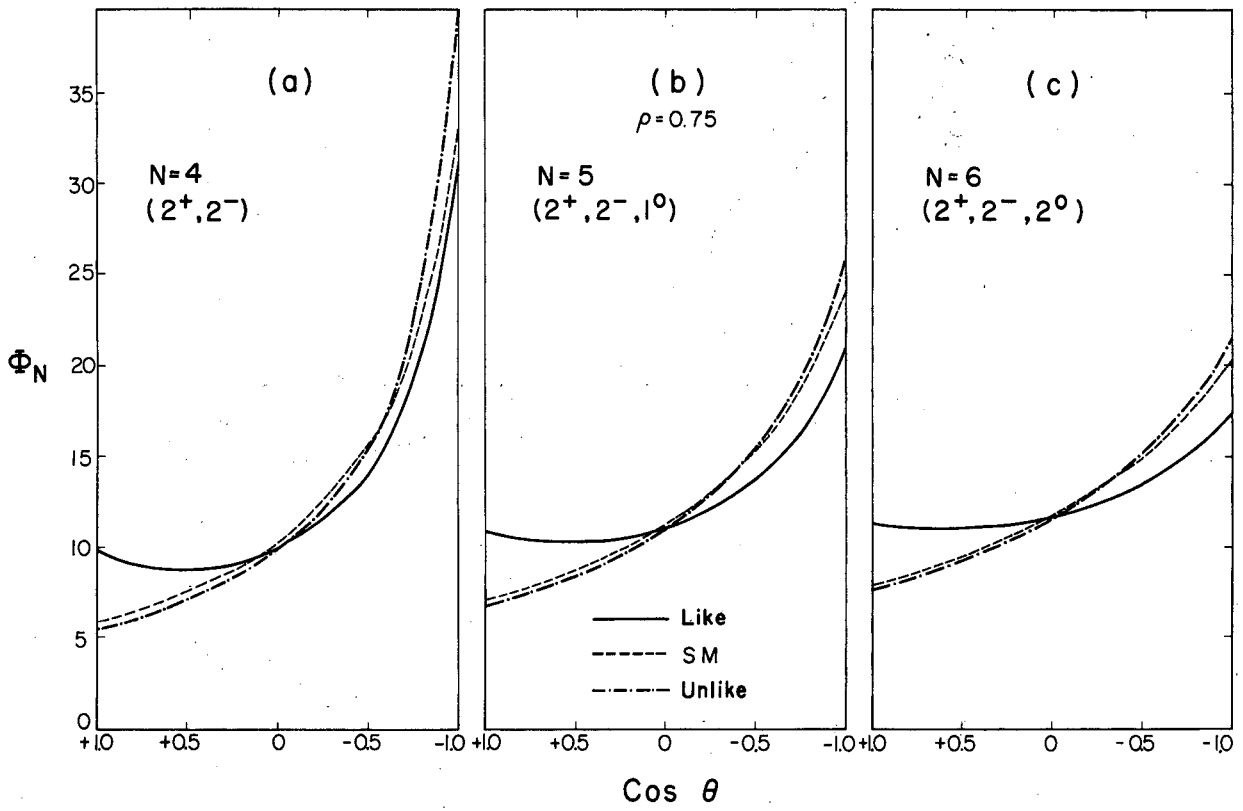 (a)
N=4
(2⁺,2⁻)
(b)
ρ=0.75
N=5
(2⁺,2⁻,1⁰)
(c)
N=6
(2⁺,2⁻,2⁰)
35
30
25
20
15
10
5
0
Φ_N
Like
SM
Unlike
+1.0 +0.5 0 -0.5 -1.0
+1.0 +0.5 0 -0.5 -1.0
+1.0 +0.5 0 -0.5 -1.0
Cos θ